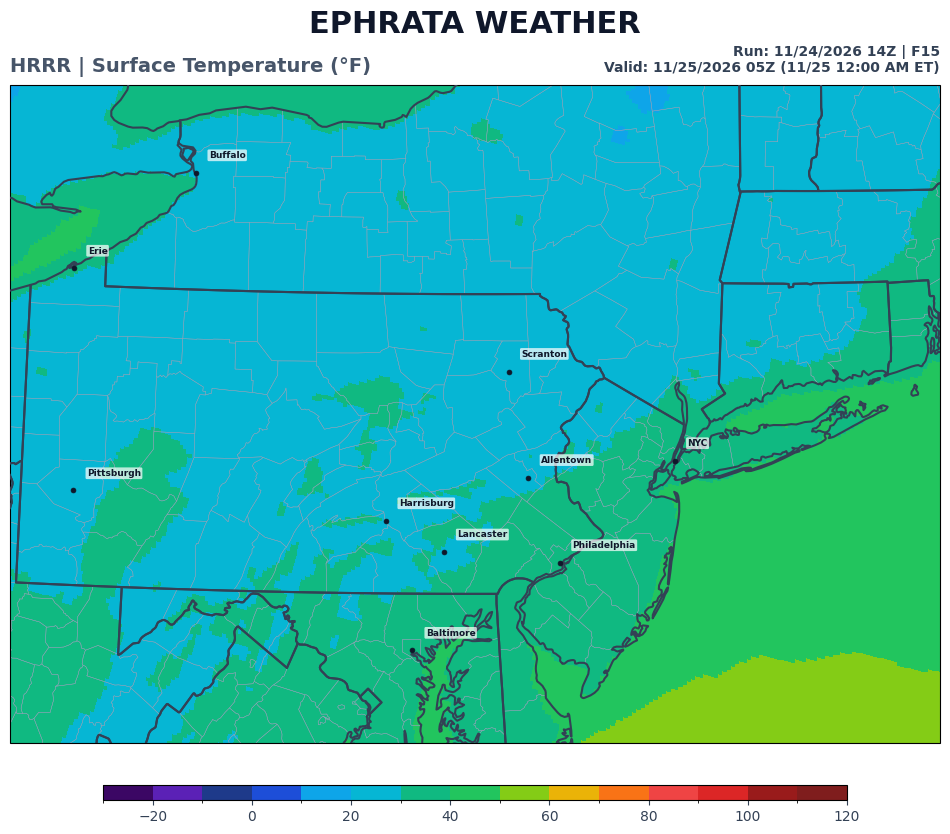 EPHRATA WEATHER
HRRR | Surface Temperature (°F)
Run: 11/24/2026 14Z | F15
Valid: 11/25/2026 05Z (11/25 12:00 AM ET)
Buffalo
Erie
Scranton
NYC
Allentown
Pittsburgh
Harrisburg
Lancaster
Philadelphia
Baltimore
−20 0 20 40 60 80 100 120